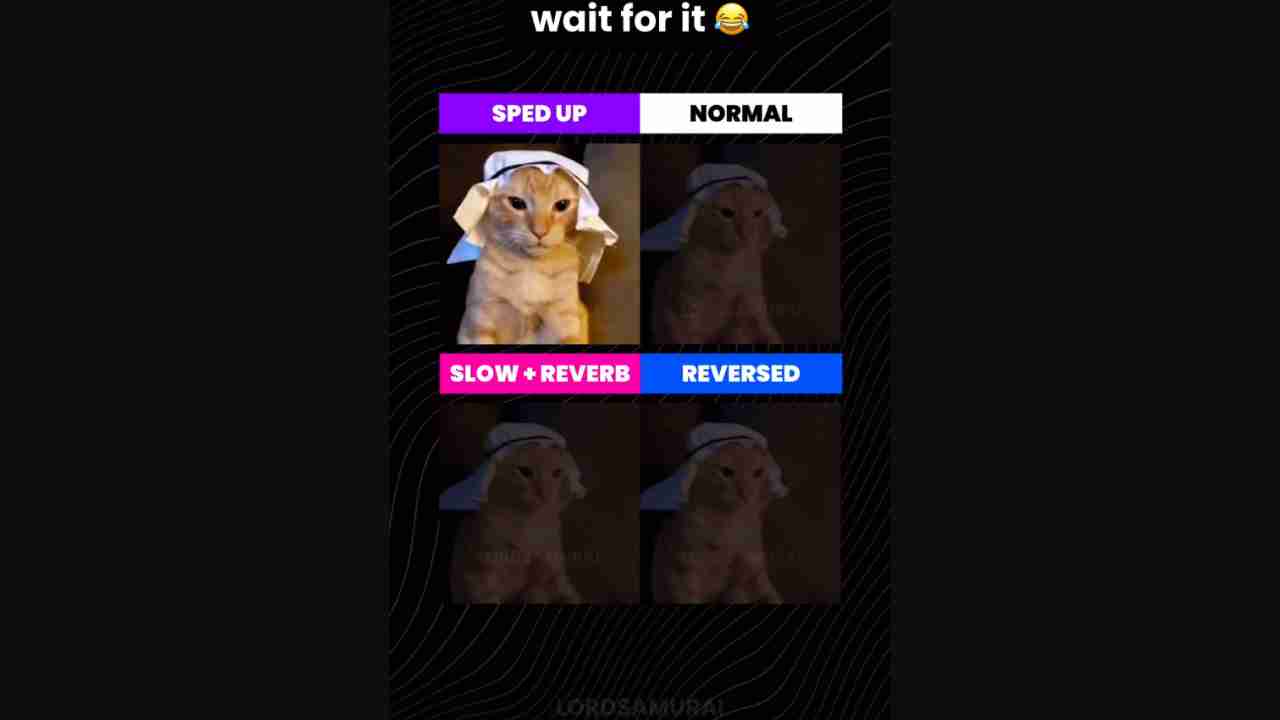 wait for it 😂
SPED UP
NORMAL
SLOW + REVERB
REVERSED
LORDSAMURAI